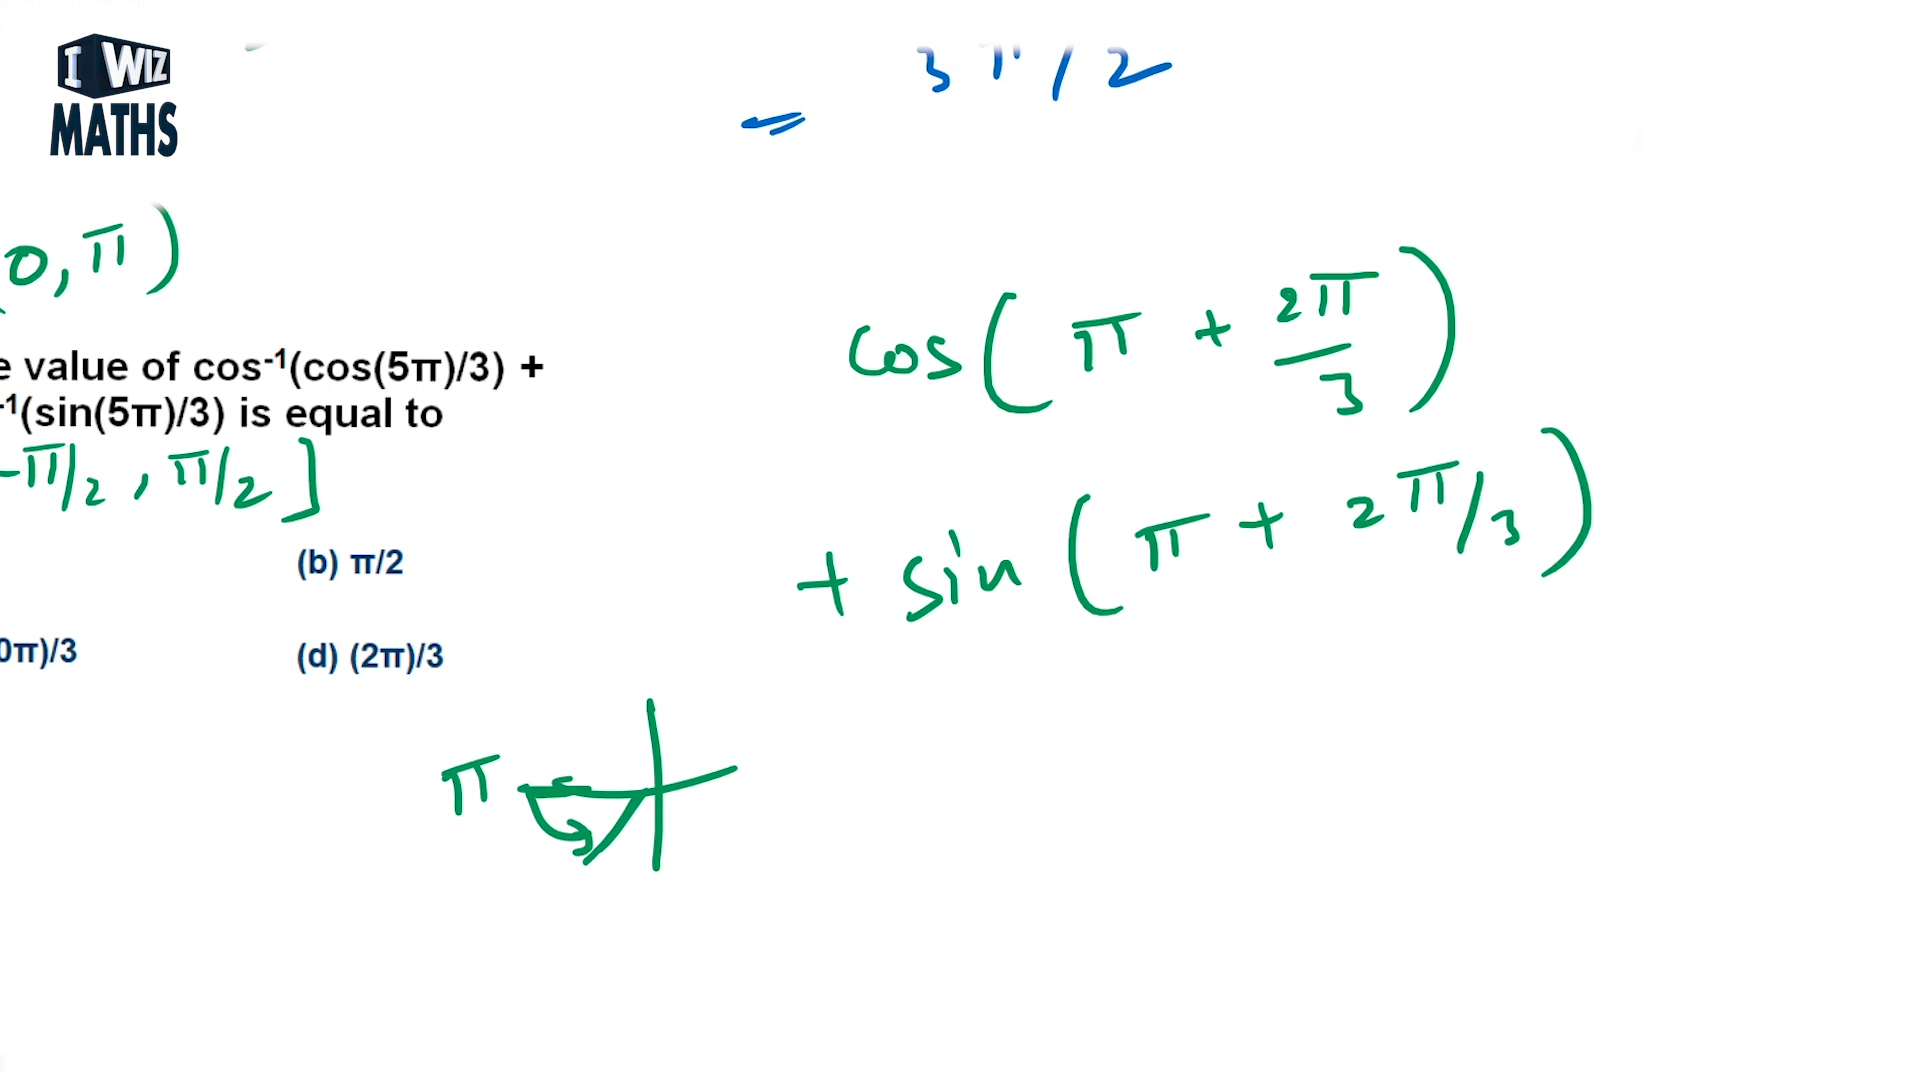 I WIZ
MATHS
3π/2
=
0, π)
value of cos⁻¹(cos(5π)/3) +
⁻¹(sin(5π)/3) is equal to
-π/2, π/2]
(b) π/2
0π)/3
(d) (2π)/3
cos(π + 2π/3)
+ sin(π + 2π/3)
π